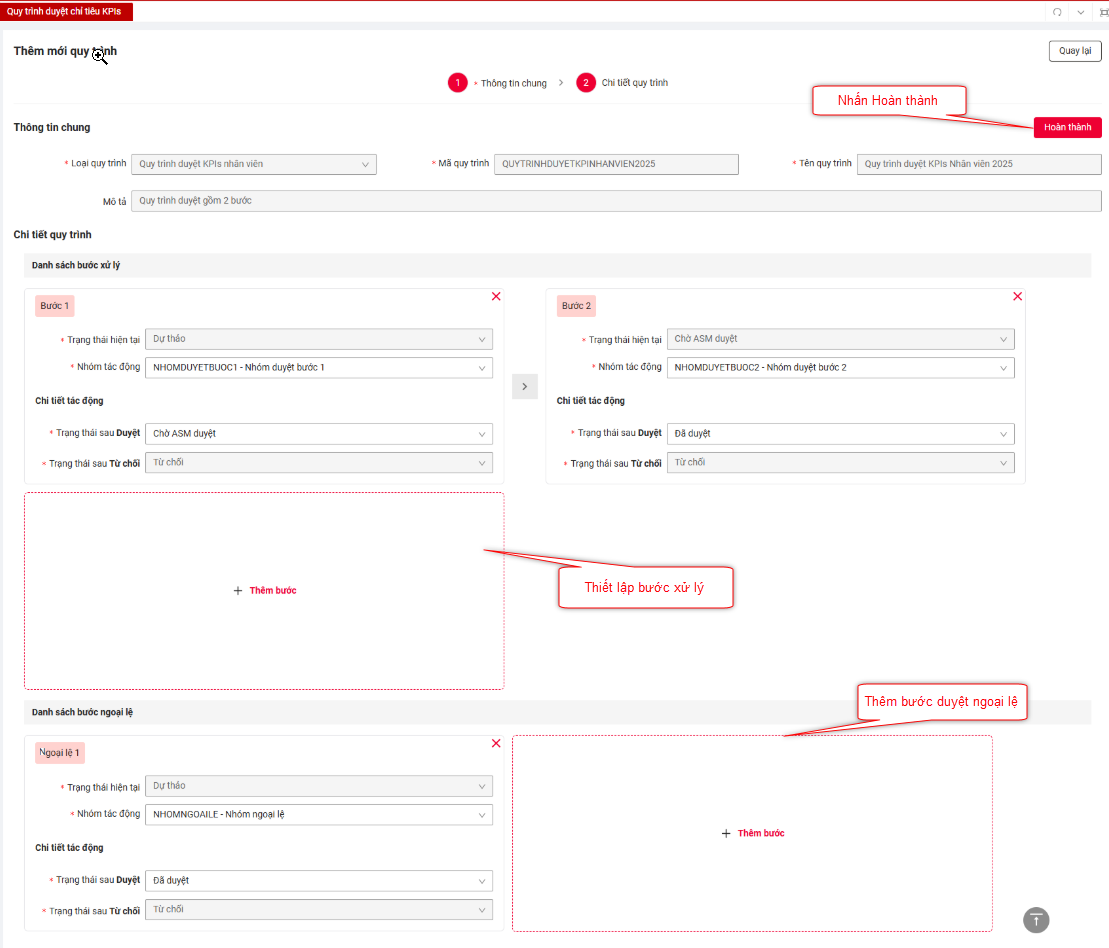 Quy trình duyệt chỉ tiêu KPIs
Thêm mới quy trình
Quay lại
1 * Thông tin chung > 2 Chi tiết quy trình
Nhấn Hoàn thành
Thông tin chung
Hoàn thành
* Loại quy trình Quy trình duyệt KPIs nhân viên * Mã quy trình QUYTRINHDUYETKPINHANVIEN2025 * Tên quy trình Quy trình duyệt KPIs Nhân viên 2025
Mô tả Quy trình duyệt gồm 2 bước
Chi tiết quy trình
Danh sách bước xử lý
Bước 1
* Trạng thái hiện tại Dự thảo
* Nhóm tác động NHOMDUYETBUOC1 - Nhóm duyệt bước 1
Chi tiết tác động
* Trạng thái sau Duyệt Chờ ASM duyệt
* Trạng thái sau Từ chối Từ chối
Bước 2
* Trạng thái hiện tại Chờ ASM duyệt
* Nhóm tác động NHOMDUYETBUOC2 - Nhóm duyệt bước 2
Chi tiết tác động
* Trạng thái sau Duyệt Đã duyệt
* Trạng thái sau Từ chối Từ chối
+ Thêm bước
Thiết lập bước xử lý
Thêm bước duyệt ngoại lệ
Danh sách bước ngoại lệ
Ngoại lệ 1
* Trạng thái hiện tại Dự thảo
* Nhóm tác động NHOMNGOAILE - Nhóm ngoại lệ
Chi tiết tác động
* Trạng thái sau Duyệt Đã duyệt
* Trạng thái sau Từ chối Từ chối
+ Thêm bước